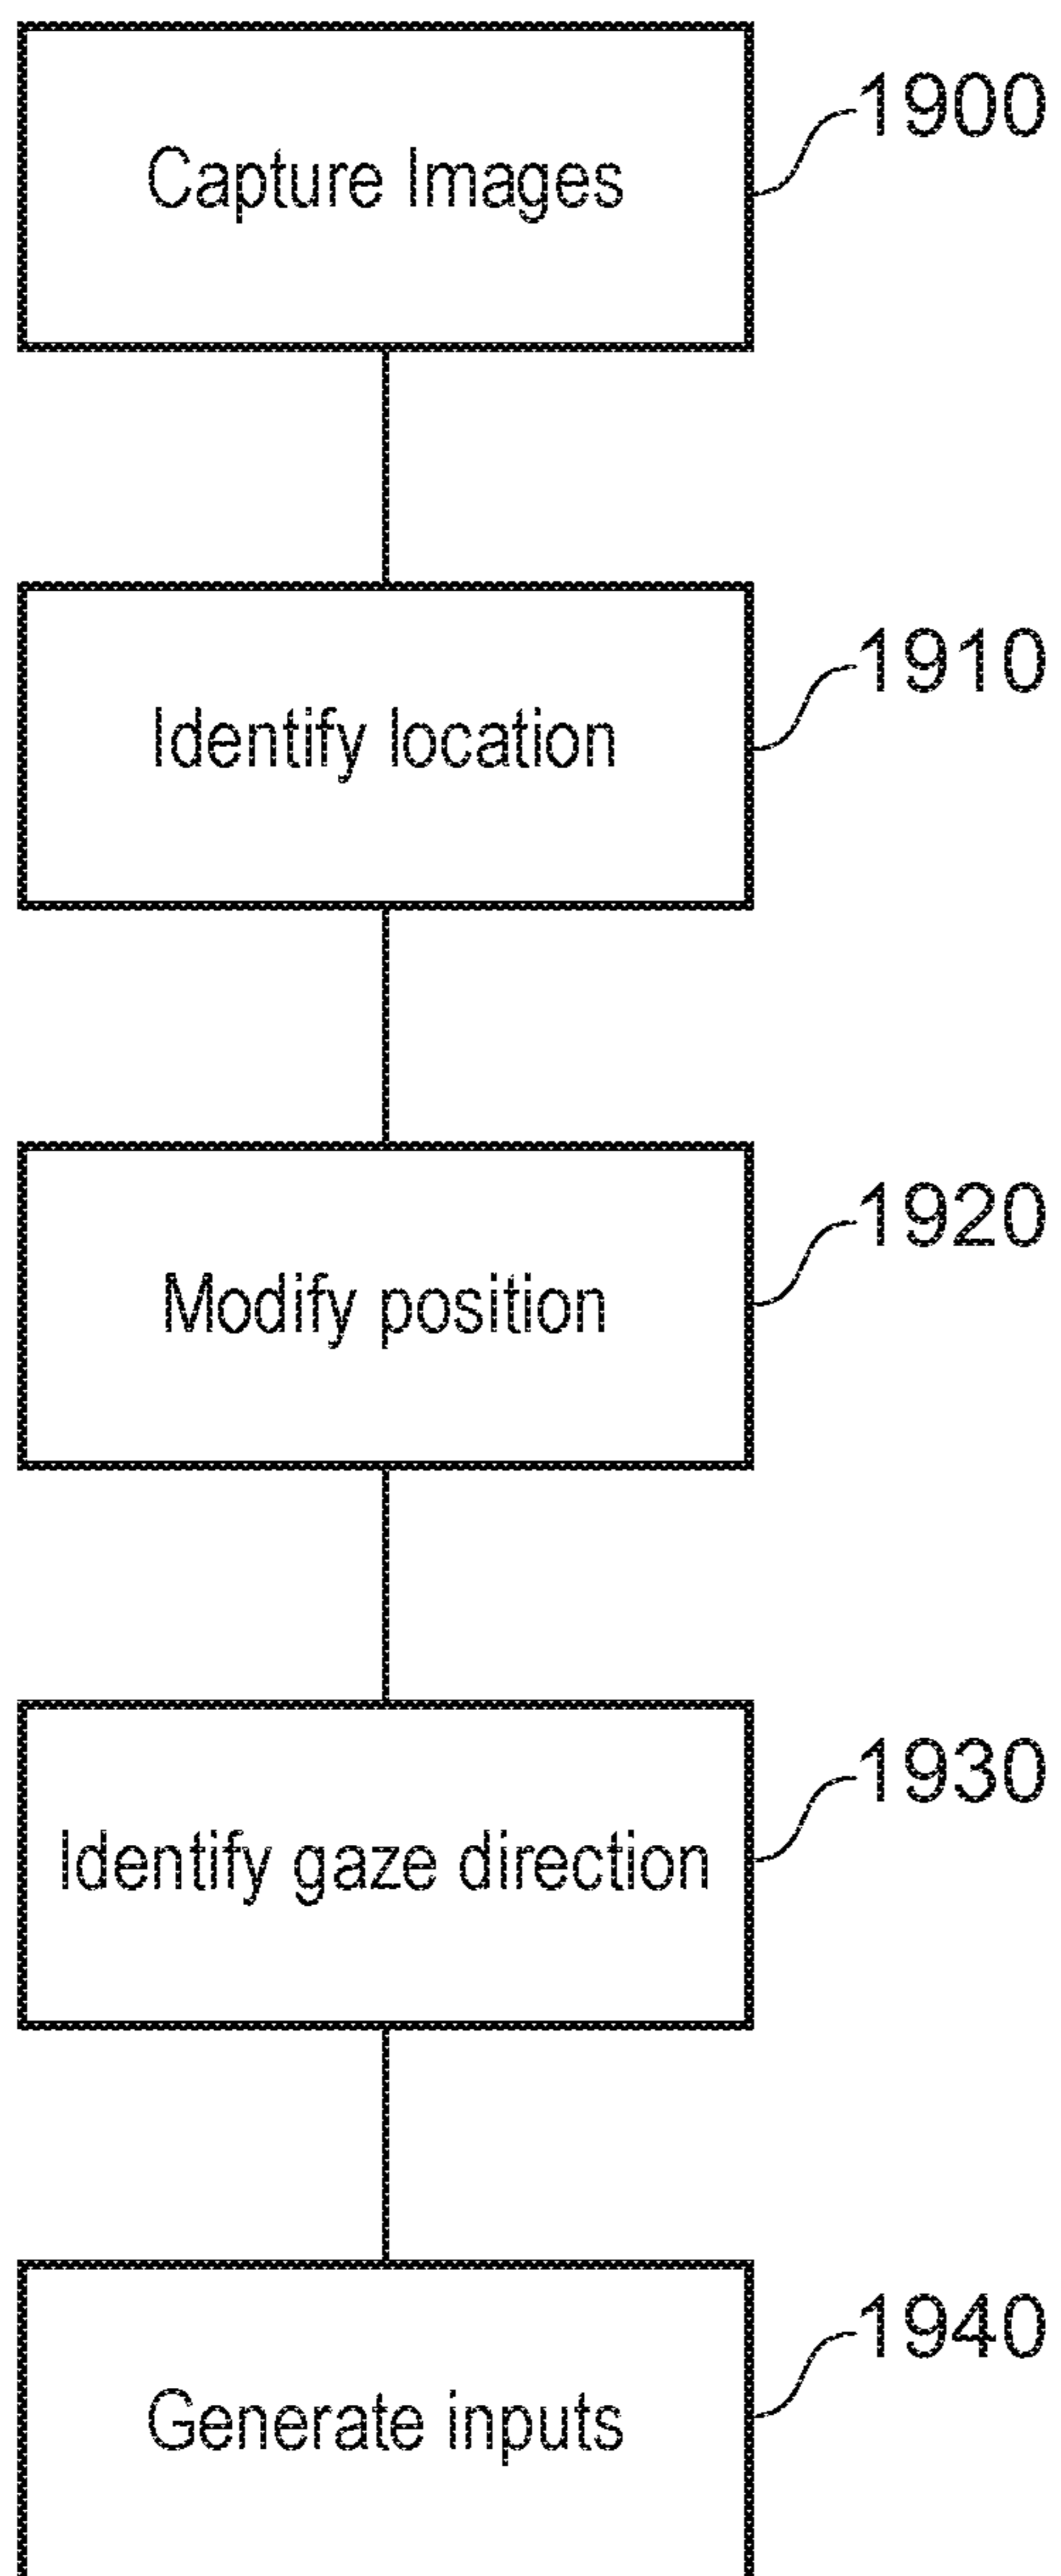 Capture Images
1900
Identify location
1910
Modify position
1920
Identify gaze direction
1930
Generate inputs
1940